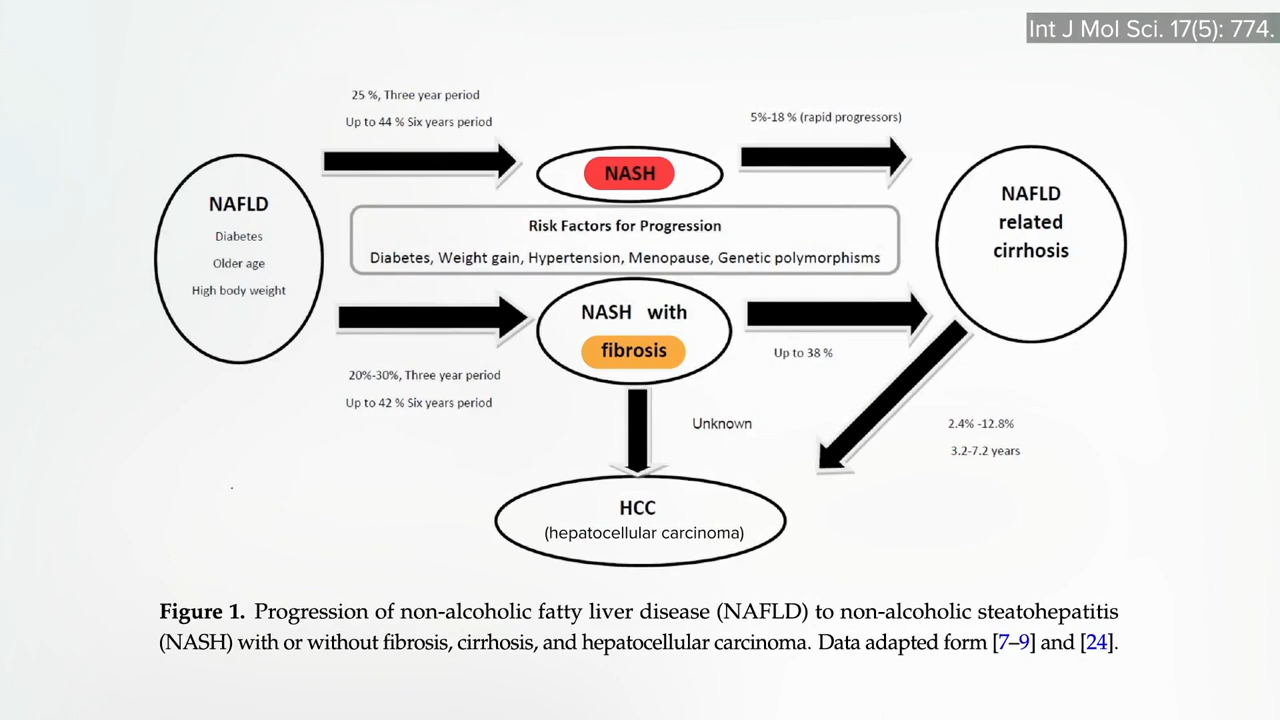 Int J Mol Sci. 17(5): 774.
25 %, Three year period
Up to 44 % Six years period
5%-18 % (rapid progressors)
NAFLD
Diabetes
Older age
High body weight
NASH
NAFLD
related
cirrhosis
Risk Factors for Progression
Diabetes, Weight gain, Hypertension, Menopause, Genetic polymorphisms
NASH with
fibrosis
Up to 38 %
20%-30%, Three year period
Up to 42 % Six years period
Unknown
2.4% -12.8%
3.2-7.2 years
HCC
(hepatocellular carcinoma)
Figure 1. Progression of non-alcoholic fatty liver disease (NAFLD) to non-alcoholic steatohepatitis
(NASH) with or without fibrosis, cirrhosis, and hepatocellular carcinoma. Data adapted form [7–9] and [24].